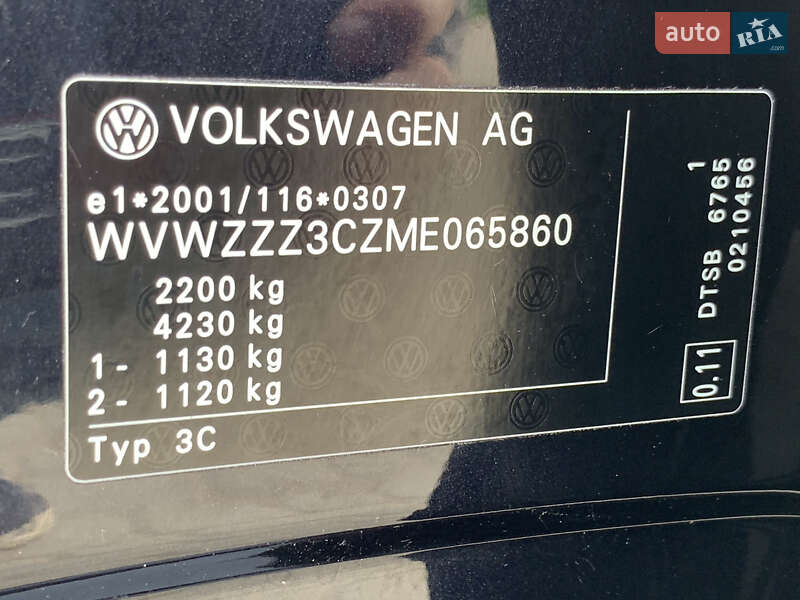 auto RIA.com
VOLKSWAGEN AG
e1*2001/116*0307
WVWZZZ3CZME065860
2200 kg
4230 kg
1- 1130 kg
2- 1120 kg
Typ 3C
1
DTSB 6765
0210456
0.11